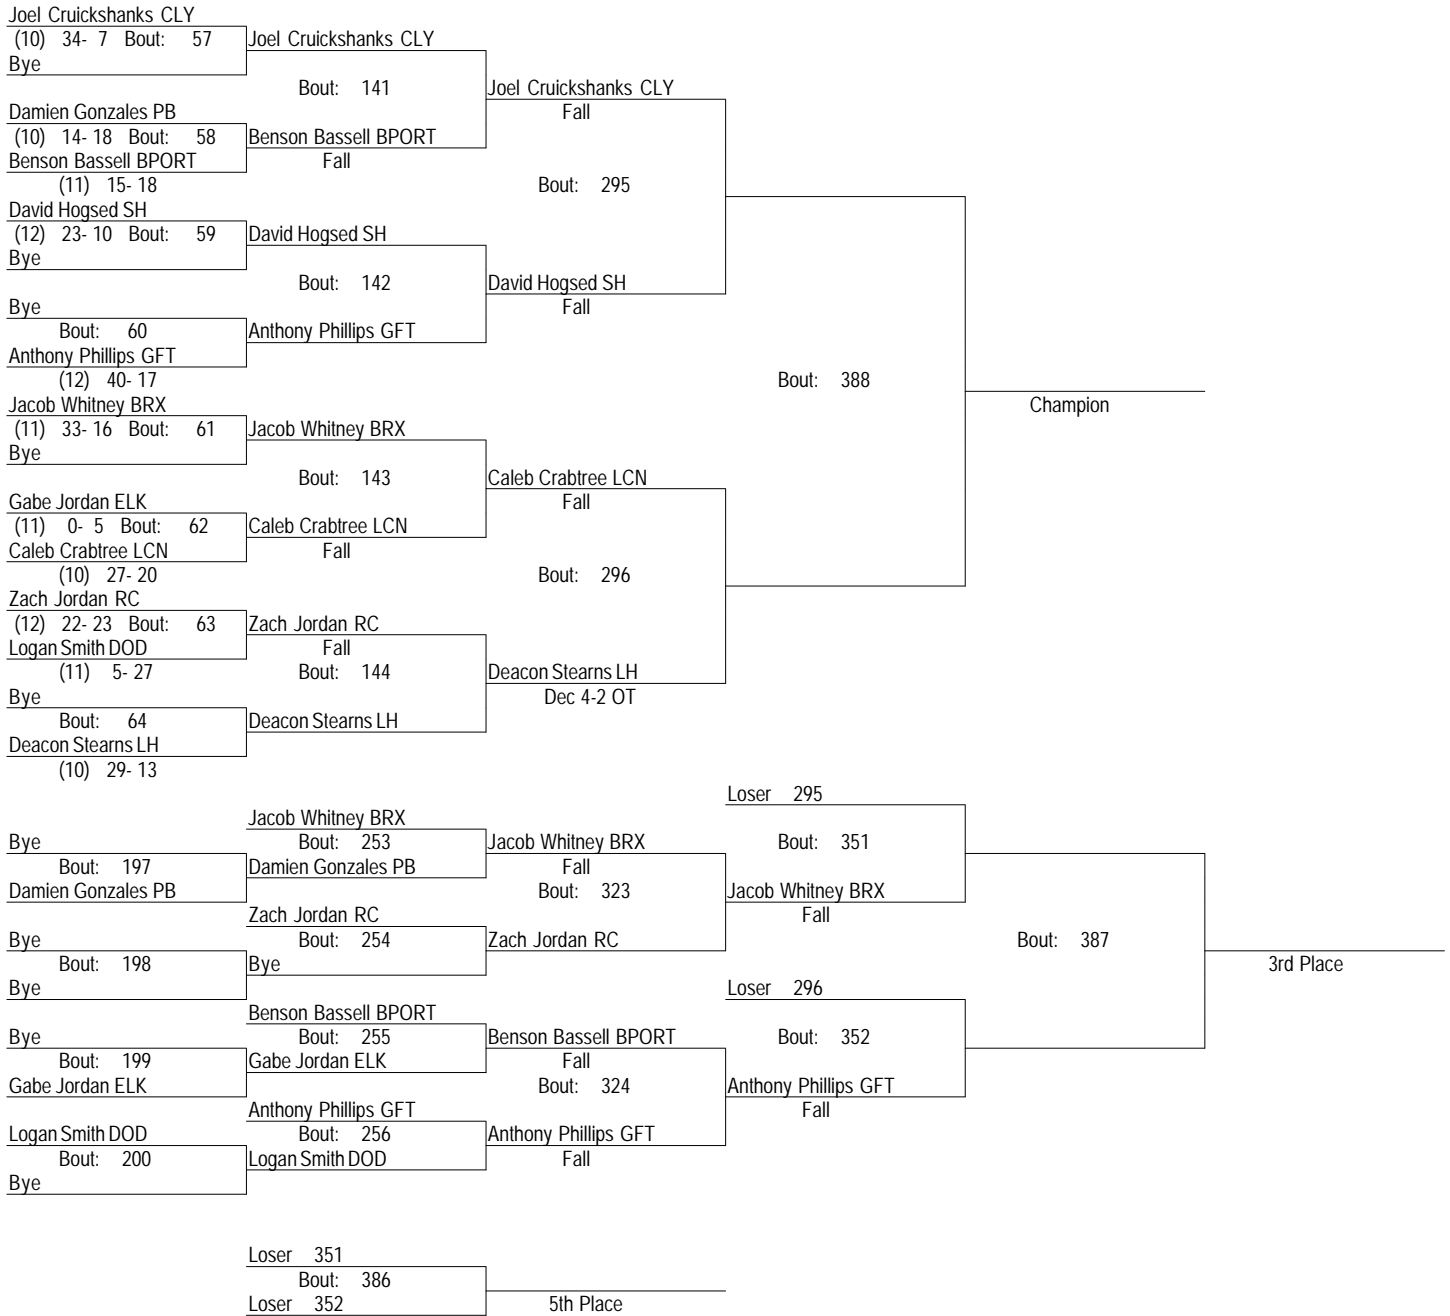 Joel Cruickshanks CLY
(10) 34- 7 Bout: 57 Joel Cruickshanks CLY
Bye
Bout: 141 Joel Cruickshanks CLY
Damien Gonzales PB Fall
(10) 14- 18 Bout: 58 Benson Bassell BPORT
Benson Bassell BPORT Fall
(11) 15- 18 Bout: 295
David Hogsed SH
(12) 23- 10 Bout: 59 David Hogsed SH
Bye
Bout: 142 David Hogsed SH
Bye Fall
Bout: 60 Anthony Phillips GFT
Anthony Phillips GFT
(12) 40- 17 Bout: 388
Jacob Whitney BRX Champion
(11) 33- 16 Bout: 61 Jacob Whitney BRX
Bye
Bout: 143 Caleb Crabtree LCN
Gabe Jordan ELK Fall
(11) 0- 5 Bout: 62 Caleb Crabtree LCN
Caleb Crabtree LCN Fall
(10) 27- 20 Bout: 296
Zach Jordan RC
(12) 22- 23 Bout: 63 Zach Jordan RC
Logan Smith DOD Fall
(11) 5- 27 Bout: 144 Deacon Stearns LH
Bye Dec 4-2 OT
Bout: 64 Deacon Stearns LH
Deacon Stearns LH
(10) 29- 13
Loser 295
Jacob Whitney BRX
Bye Bout: 253 Jacob Whitney BRX Bout: 351
Bout: 197 Damien Gonzales PB Fall
Damien Gonzales PB Bout: 323 Jacob Whitney BRX
Zach Jordan RC Fall
Bye Bout: 254 Zach Jordan RC Bout: 387
Bout: 198 Bye 3rd Place
Bye Loser 296
Benson Bassell BPORT
Bye Bout: 255 Benson Bassell BPORT Bout: 352
Bout: 199 Gabe Jordan ELK Fall
Gabe Jordan ELK Bout: 324 Anthony Phillips GFT
Anthony Phillips GFT Fall
Logan Smith DOD Bout: 256 Anthony Phillips GFT
Bout: 200 Logan Smith DOD Fall
Bye
Loser 351
Bout: 386
Loser 352 5th Place